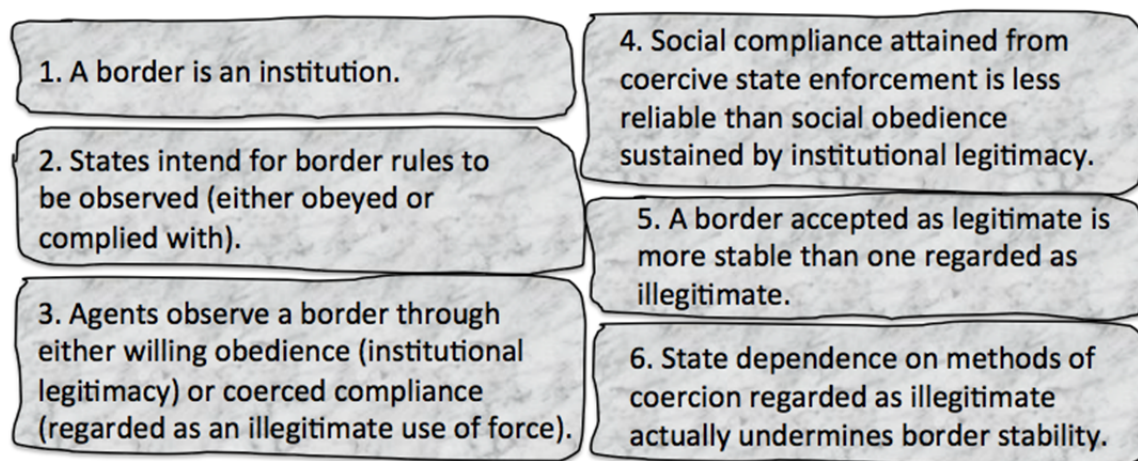 1. A border is an institution.
2. States intend for border rules to
be observed (either obeyed or
complied with).
3. Agents observe a border through
either willing obedience (institutional
legitimacy) or coerced compliance
(regarded as an illegitimate use of force).
4. Social compliance attained from
coercive state enforcement is less
reliable than social obedience
sustained by institutional legitimacy.
5. A border accepted as legitimate is
more stable than one regarded as
illegitimate.
6. State dependence on methods of
coercion regarded as illegitimate
actually undermines border stability.